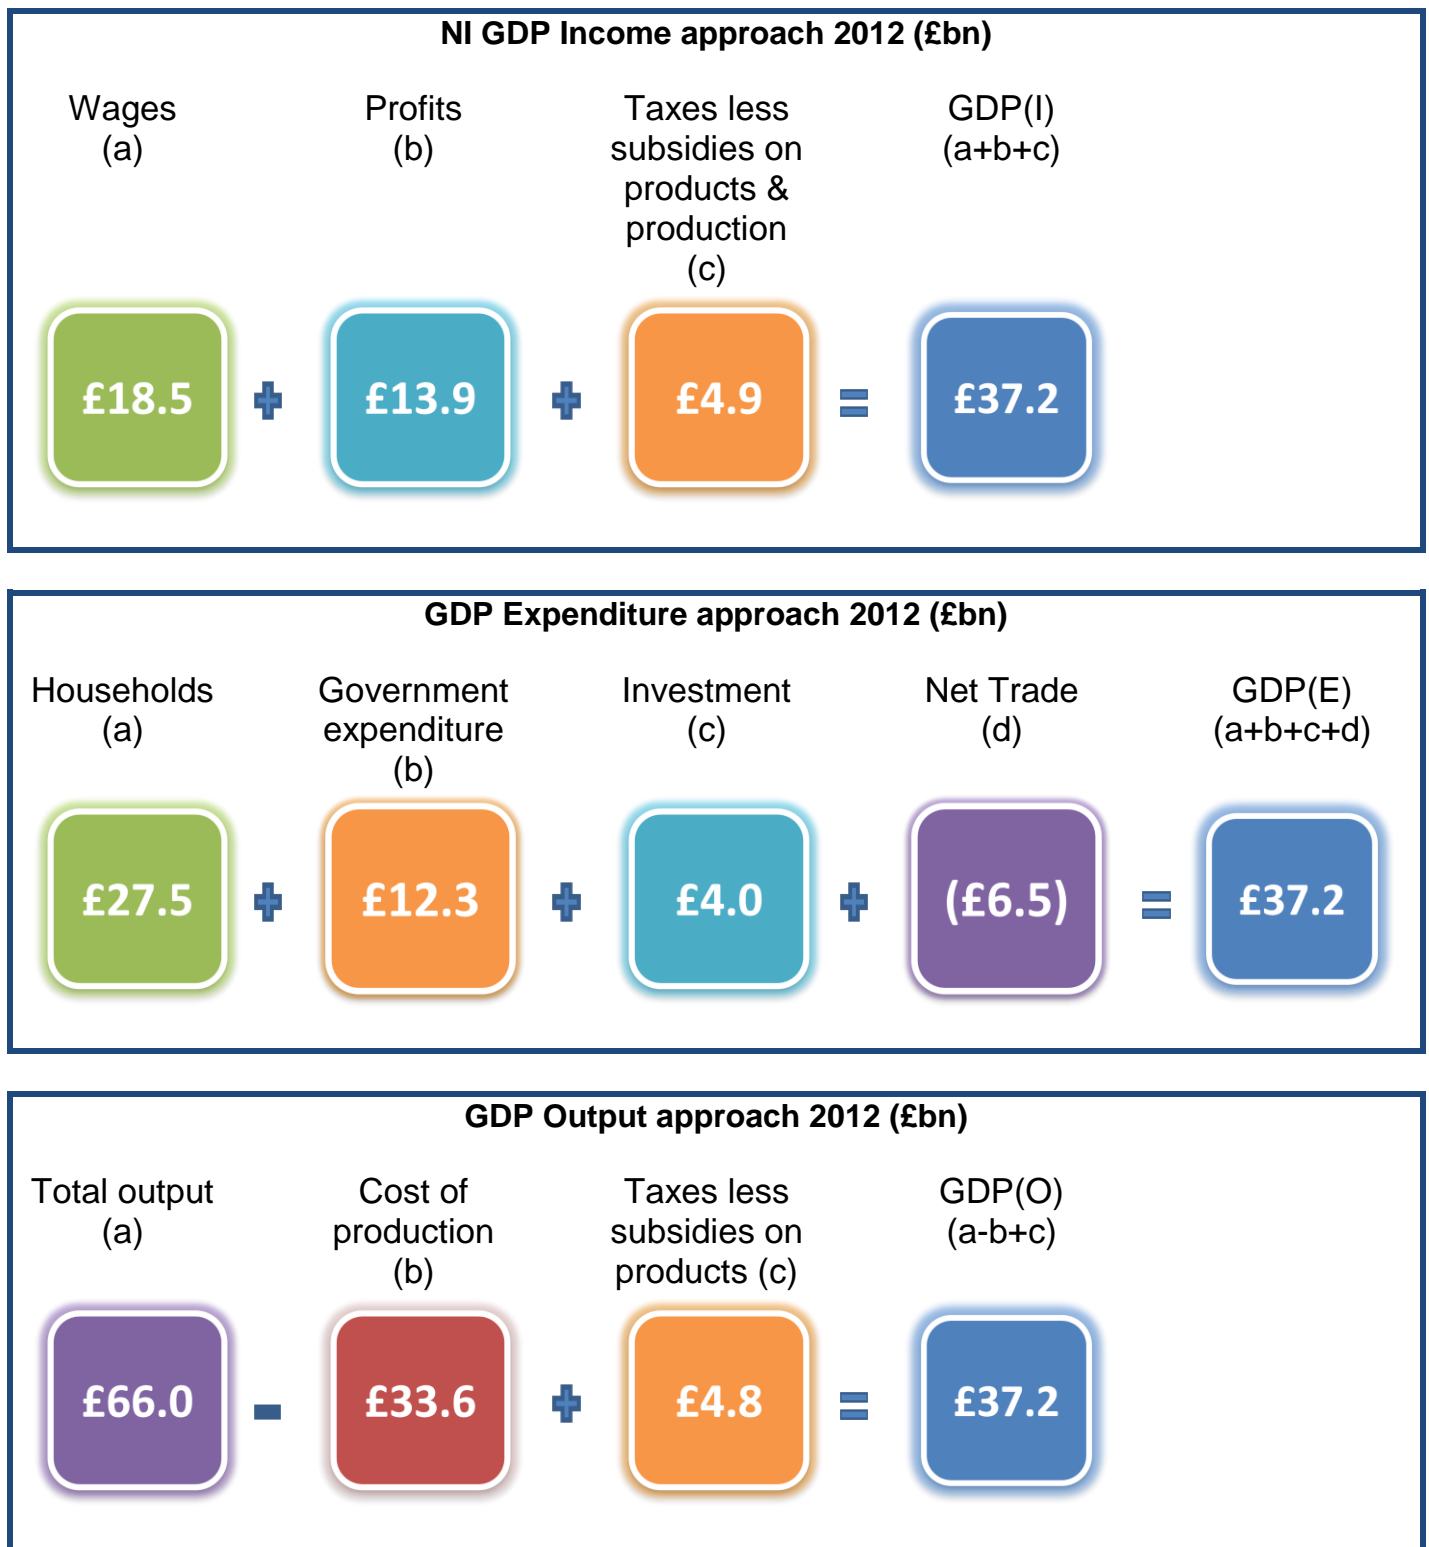 NI GDP Income approach 2012 (£bn)
Wages
(a)
Profits
(b)
Taxes less
subsidies on
products &
production
(c)
GDP(I)
(a+b+c)
£18.5 + £13.9 + £4.9 = £37.2
GDP Expenditure approach 2012 (£bn)
Households
(a)
Government
expenditure
(b)
Investment
(c)
Net Trade
(d)
GDP(E)
(a+b+c+d)
£27.5 + £12.3 + £4.0 + (£6.5) = £37.2
GDP Output approach 2012 (£bn)
Total output
(a)
Cost of
production
(b)
Taxes less
subsidies on
products (c)
GDP(O)
(a-b+c)
£66.0 - £33.6 + £4.8 = £37.2